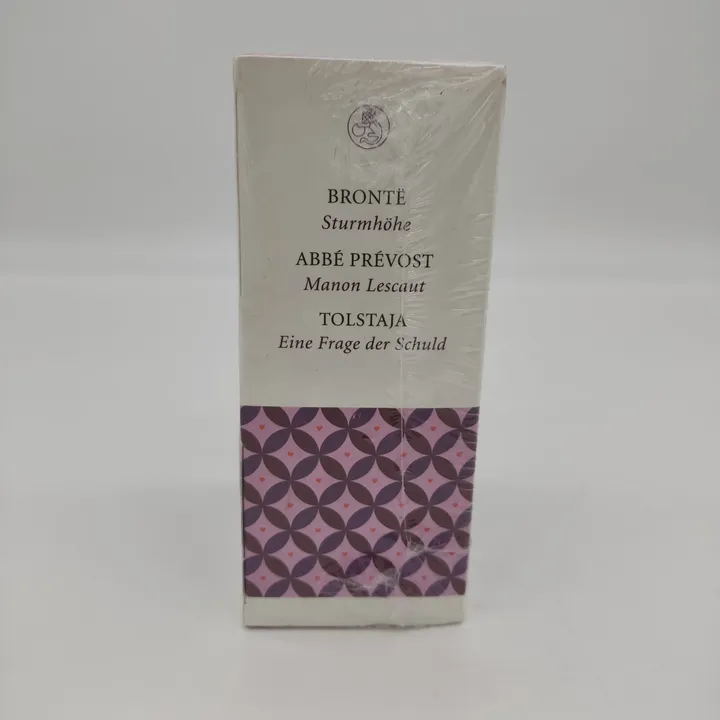 BRONTË
Sturmhöhe
ABBÉ PRÉVOST
Manon Lescaut
TOLSTAJA
Eine Frage der Schuld